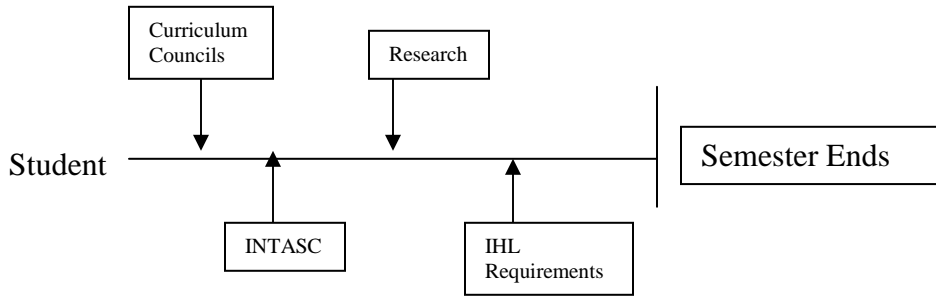 Curriculum
Councils
Research
Student
Semester Ends
INTASC
IHL
Requirements